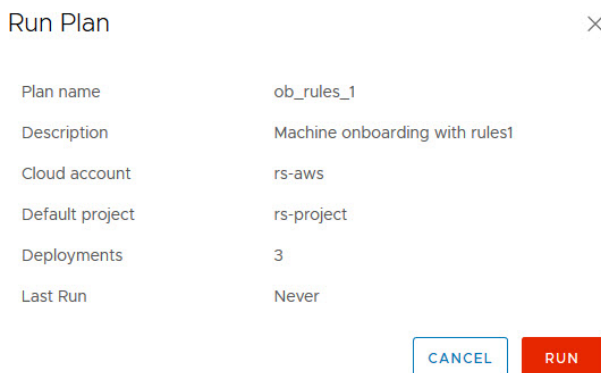 Run Plan
Plan name ob_rules_1
Description Machine onboarding with rules1
Cloud account rs-aws
Default project rs-project
Deployments 3
Last Run Never
CANCEL RUN